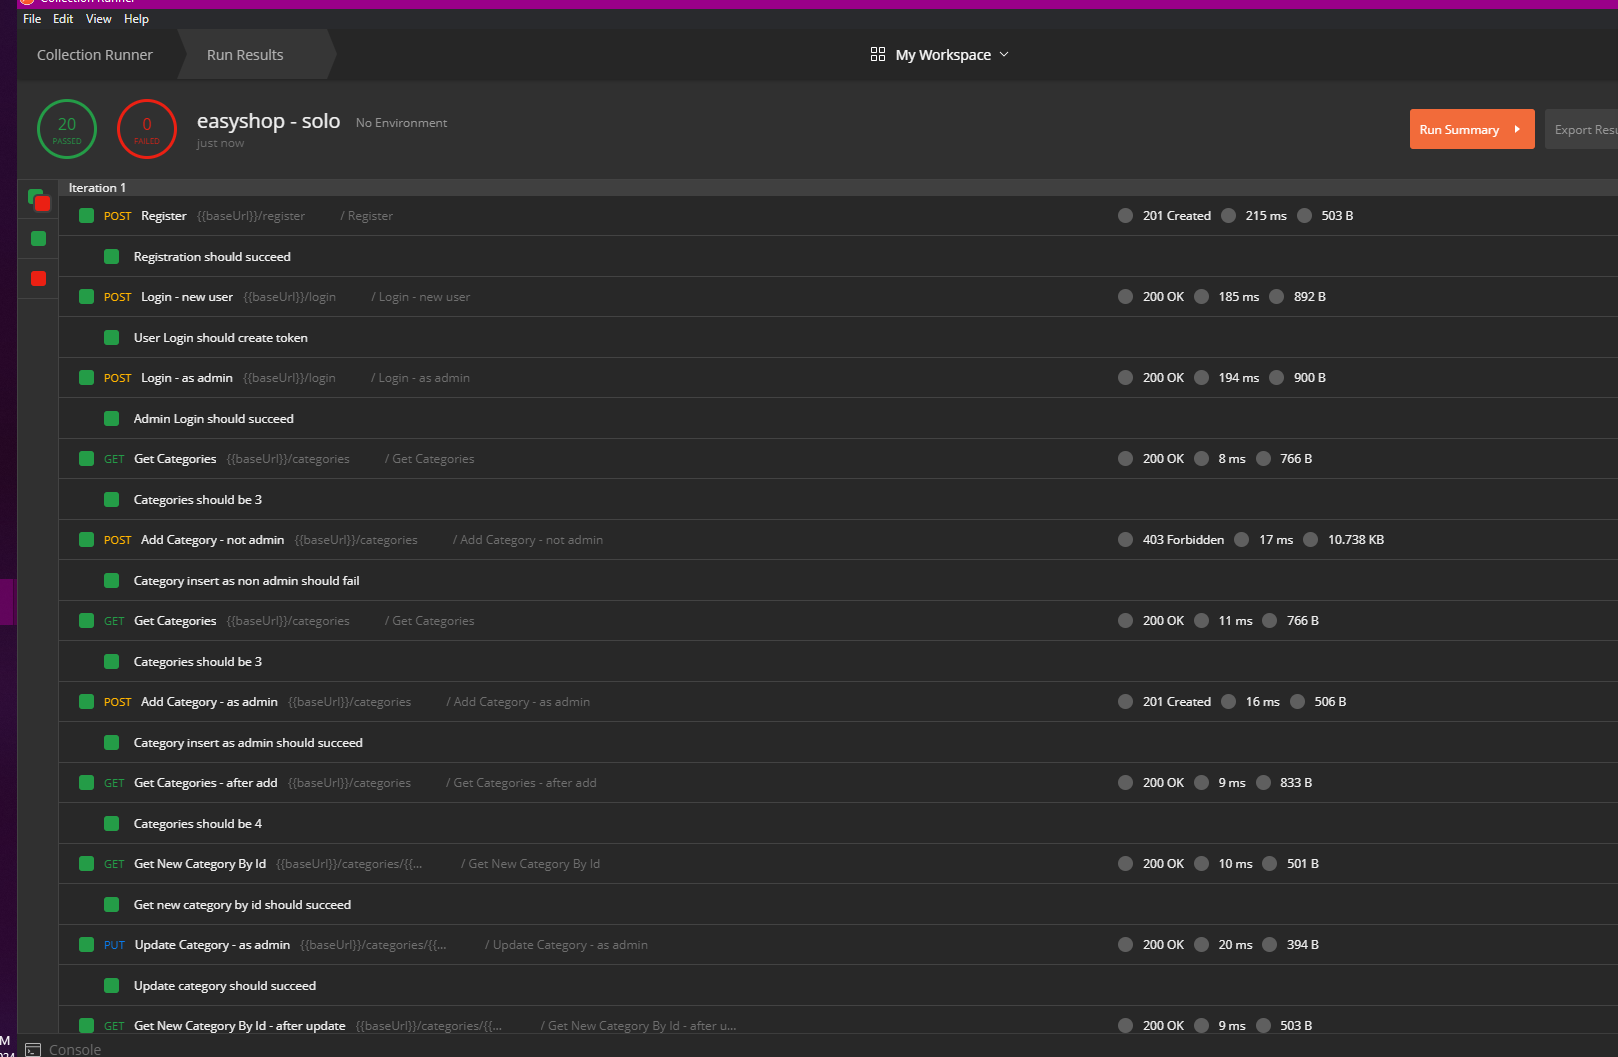 Collection Runner
File Edit View Help
Collection Runner Run Results My Workspace
20 PASSED 0 FAILED easyshop - solo No Environment
just now
Run Summary Export Resu
Iteration 1
POST Register {{baseUrl}}/register / Register 201 Created 215 ms 503 B
Registration should succeed
POST Login - new user {{baseUrl}}/login / Login - new user 200 OK 185 ms 892 B
User Login should create token
POST Login - as admin {{baseUrl}}/login / Login - as admin 200 OK 194 ms 900 B
Admin Login should succeed
GET Get Categories {{baseUrl}}/categories / Get Categories 200 OK 8 ms 766 B
Categories should be 3
POST Add Category - not admin {{baseUrl}}/categories / Add Category - not admin 403 Forbidden 17 ms 10.738 KB
Category insert as non admin should fail
GET Get Categories {{baseUrl}}/categories / Get Categories 200 OK 11 ms 766 B
Categories should be 3
POST Add Category - as admin {{baseUrl}}/categories / Add Category - as admin 201 Created 16 ms 506 B
Category insert as admin should succeed
GET Get Categories - after add {{baseUrl}}/categories / Get Categories - after add 200 OK 9 ms 833 B
Categories should be 4
GET Get New Category By Id {{baseUrl}}/categories/{{... / Get New Category By Id 200 OK 10 ms 501 B
Get new category by id should succeed
PUT Update Category - as admin {{baseUrl}}/categories/{{... / Update Category - as admin 200 OK 20 ms 394 B
Update category should succeed
GET Get New Category By Id - after update {{baseUrl}}/categories/{{... / Get New Category By Id - after u... 200 OK 9 ms 503 B
M
Console